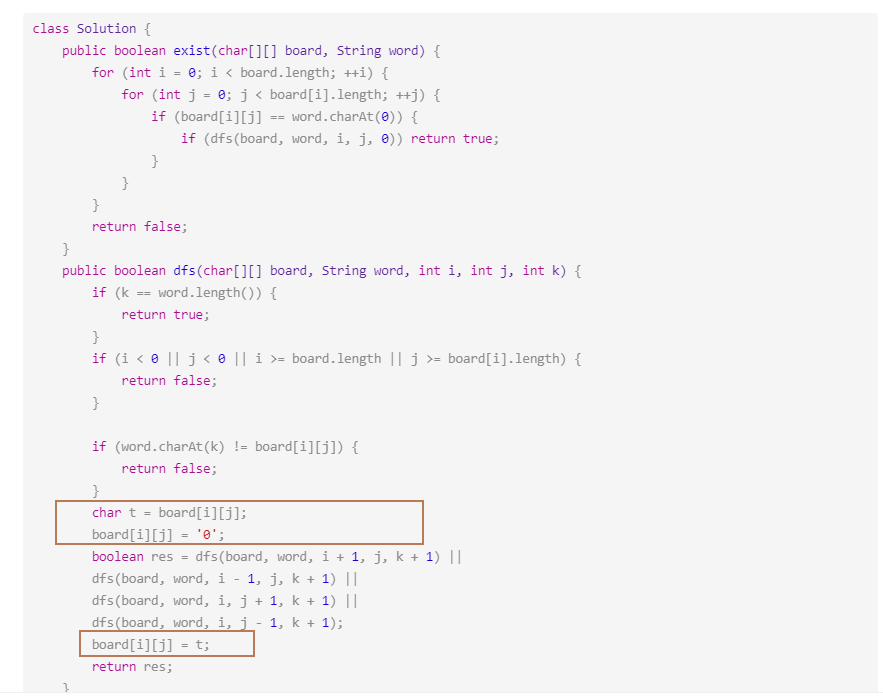 class Solution {
    public boolean exist(char[][] board, String word) {
        for (int i = 0; i < board.length; ++i) {
            for (int j = 0; j < board[i].length; ++j) {
                if (board[i][j] == word.charAt(0)) {
                    if (dfs(board, word, i, j, 0)) return true;
                }
            }
        }
        return false;
    }
    public boolean dfs(char[][] board, String word, int i, int j, int k) {
        if (k == word.length()) {
            return true;
        }
        if (i < 0 || j < 0 || i >= board.length || j >= board[i].length) {
            return false;
        }

        if (word.charAt(k) != board[i][j]) {
            return false;
        }
        char t = board[i][j];
        board[i][j] = '0';
        boolean res = dfs(board, word, i + 1, j, k + 1) ||
        dfs(board, word, i - 1, j, k + 1) ||
        dfs(board, word, i, j + 1, k + 1) ||
        dfs(board, word, i, j - 1, k + 1);
        board[i][j] = t;
        return res;
    }